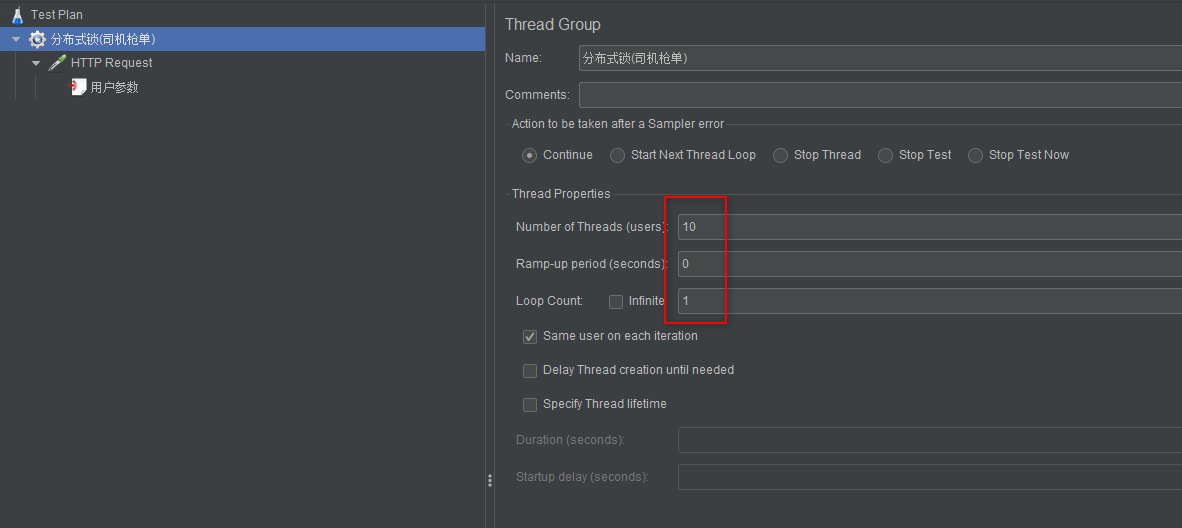 Test Plan
分布式锁(司机枪单)
HTTP Request
用户参数
Thread Group
Name: 分布式锁(司机枪单)
Comments:
Action to be taken after a Sampler error
Continue Start Next Thread Loop Stop Thread Stop Test Stop Test Now
Thread Properties
Number of Threads (users): 10
Ramp-up period (seconds): 0
Loop Count: Infinite 1
Same user on each iteration
Delay Thread creation until needed
Specify Thread lifetime
Duration (seconds):
Startup delay (seconds):